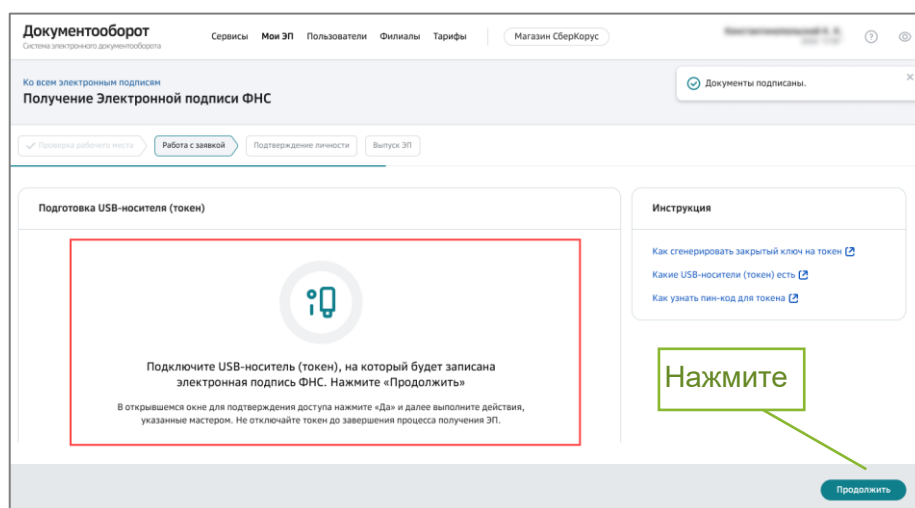 Документооборот
Система электронного документооборота
Сервисы Мои ЭП Пользователи Филиалы Тарифы Магазин СберКорус
Ко всем электронным подписям
Получение Электронной подписи ФНС
Документы подписаны.
Проверка рабочего места Работа с заявкой Подтверждение личности Выпуск ЭП
Подготовка USB-носителя (токен)
Подключите USB-носитель (токен), на который будет записана
электронная подпись ФНС. Нажмите «Продолжить»
В открывшемся окне для подтверждения доступа нажмите «Да» и далее выполните действия,
указанные мастером. Не отключайте токен до завершения процесса получения ЭП.
Инструкция
Как сгенерировать закрытый ключ на токен
Какие USB-носители (токен) есть
Как узнать пин-код для токена
Нажмите
Продолжить